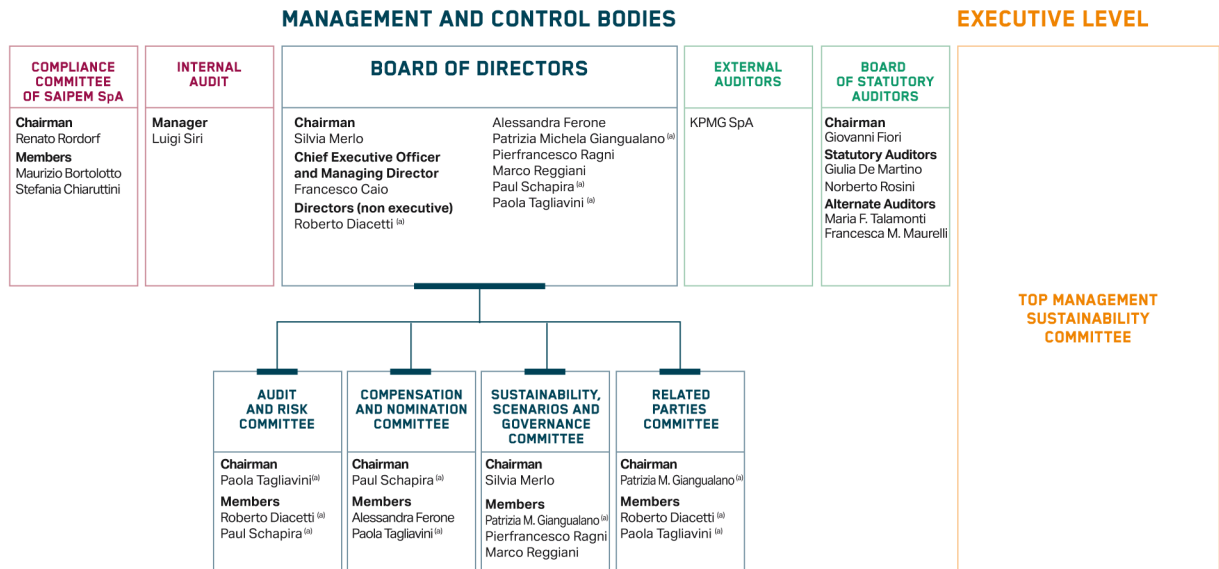 MANAGEMENT AND CONTROL BODIES
EXECUTIVE LEVEL
COMPLIANCE
COMMITTEE
OF SAIPEM SpA
Chairman
Renato Rordorf
Members
Maurizio Bortolotto
Stefania Chiaruttini
INTERNAL
AUDIT
Manager
Luigi Siri
BOARD OF DIRECTORS
Chairman
Silvia Merlo
Chief Executive Officer
and Managing Director
Francesco Caio
Directors (non executive)
Roberto Diacetti (a)
Alessandra Ferone
Patrizia Michela Giangualano (a)
Pierfrancesco Ragni
Marco Reggiani
Paul Schapira (a)
Paola Tagliavini (a)
EXTERNAL
AUDITORS
KPMG SpA
BOARD
OF STATUTORY
AUDITORS
Chairman
Giovanni Fiori
Statutory Auditors
Giulia De Martino
Norberto Rosini
Alternate Auditors
Maria F. Talamonti
Francesca M. Maurelli
TOP MANAGEMENT
SUSTAINABILITY
COMMITTEE
AUDIT
AND RISK
COMMITTEE
Chairman
Paola Tagliavini(a)
Members
Roberto Diacetti (a)
Paul Schapira (a)
COMPENSATION
AND NOMINATION
COMMITTEE
Chairman
Paul Schapira (a)
Members
Alessandra Ferone
Paola Tagliavini (a)
SUSTAINABILITY,
SCENARIOS AND
GOVERNANCE
COMMITTEE
Chairman
Silvia Merlo
Members
Patrizia M. Giangualano (a)
Pierfrancesco Ragni
Marco Reggiani
RELATED
PARTIES
COMMITTEE
Chairman
Patrizia M. Giangualano (a)
Members
Roberto Diacetti (a)
Paola Tagliavini (a)